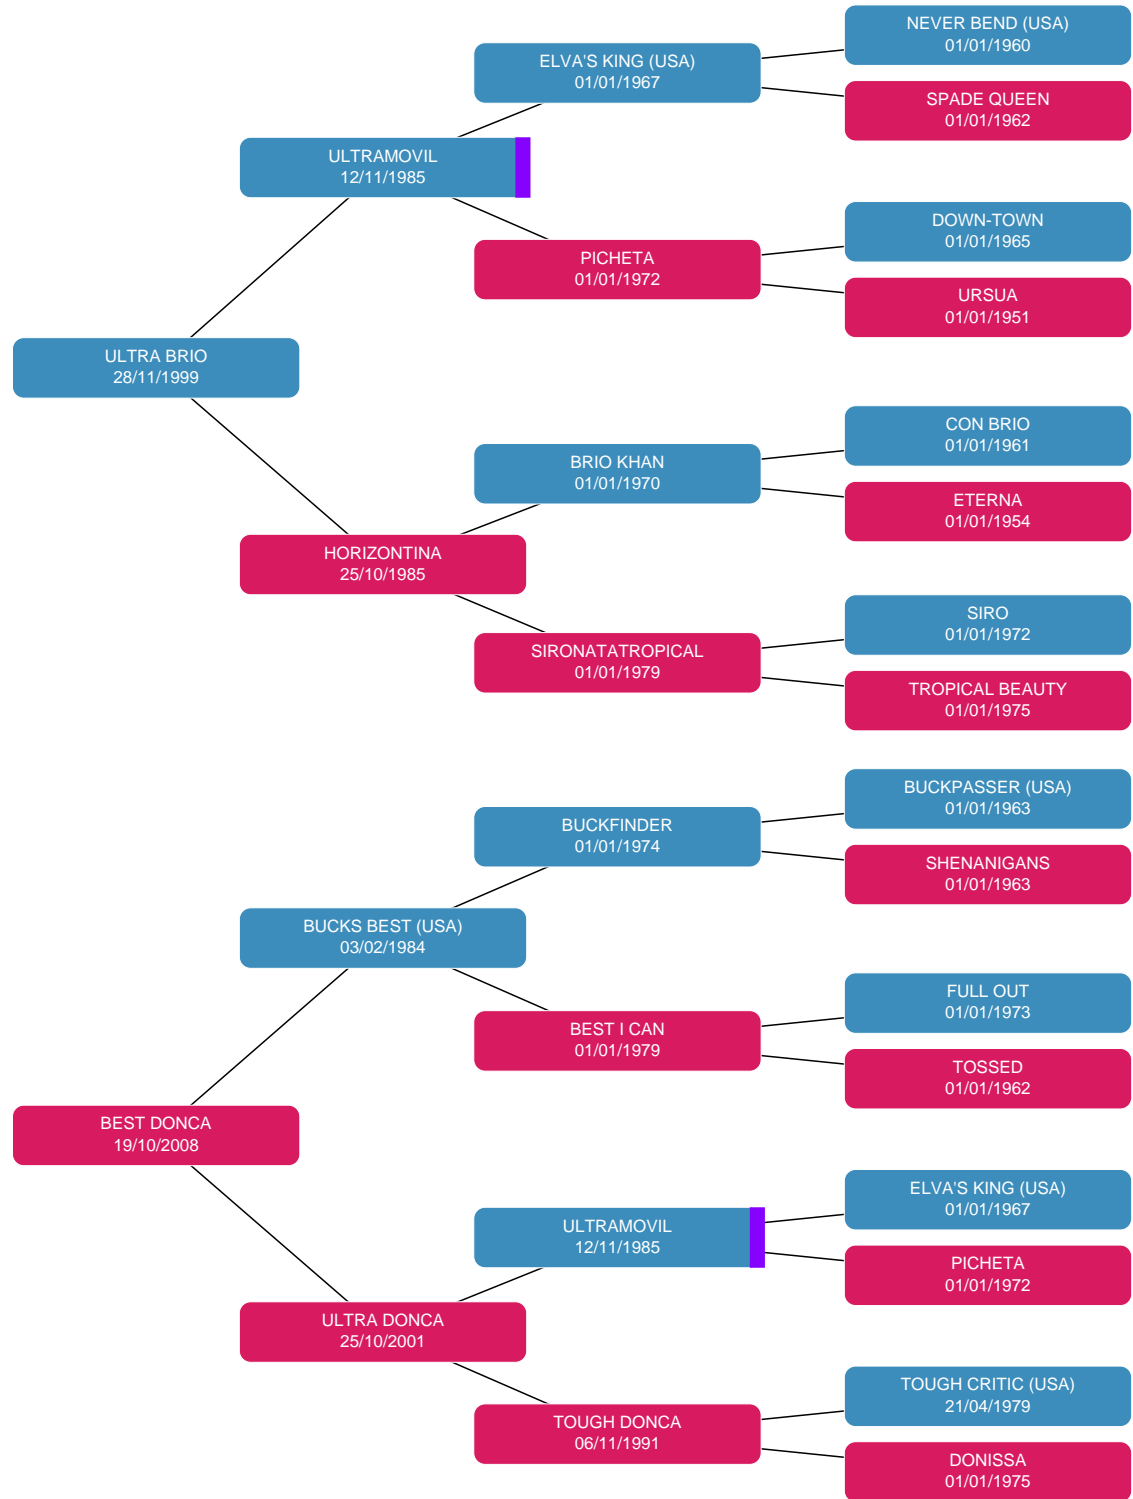 NEVER BEND (USA)
01/01/1960
ELVA'S KING (USA)
01/01/1967
SPADE QUEEN
01/01/1962
ULTRAMOVIL
12/11/1985
DOWN-TOWN
01/01/1965
PICHETA
01/01/1972
URSUA
01/01/1951
ULTRA BRIO
28/11/1999
CON BRIO
01/01/1961
BRIO KHAN
01/01/1970
ETERNA
01/01/1954
HORIZONTINA
25/10/1985
SIRO
01/01/1972
SIRONATATROPICAL
01/01/1979
TROPICAL BEAUTY
01/01/1975
BUCKPASSER (USA)
01/01/1963
BUCKFINDER
01/01/1974
SHENANIGANS
01/01/1963
BUCKS BEST (USA)
03/02/1984
FULL OUT
01/01/1973
BEST I CAN
01/01/1979
TOSSED
01/01/1962
BEST DONCA
19/10/2008
ELVA'S KING (USA)
01/01/1967
ULTRAMOVIL
12/11/1985
PICHETA
01/01/1972
ULTRA DONCA
25/10/2001
TOUGH CRITIC (USA)
21/04/1979
TOUGH DONCA
06/11/1991
DONISSA
01/01/1975